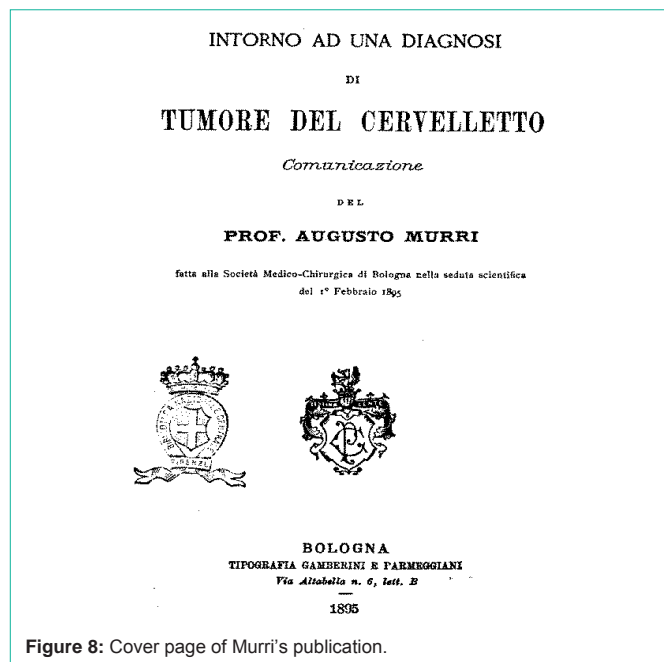 INTORNO AD UNA DIAGNOSI
DI
TUMORE DEL CERVELLETTO
Comunicazione
DEL
PROF. AUGUSTO MURRI
fatta alla Società Medico-Chirurgica di Bologna nella seduta scientifica
del 1º Febbraio 1895
FIRENZE
BOLOGNA
TIPOGRAFIA GAMBERINI E PARMEGGIANI
Via Altabella n. 6, lett. B
1895
Figure 8: Cover page of Murri's publication.